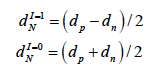 d_N^{I=1} = (d_p − d_n)/2
d_N^{I=0} = (d_p + d_n)/2